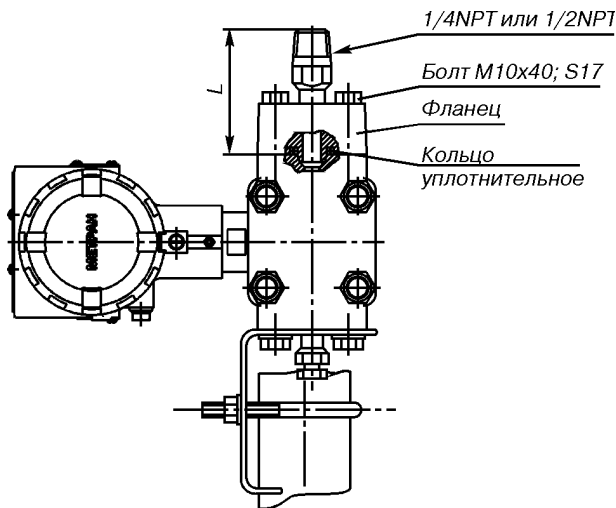 1/4NPT или 1/2NPT
Болт М10х40; S17
Фланец
Кольцо
уплотнительное
L
МЕТРАН